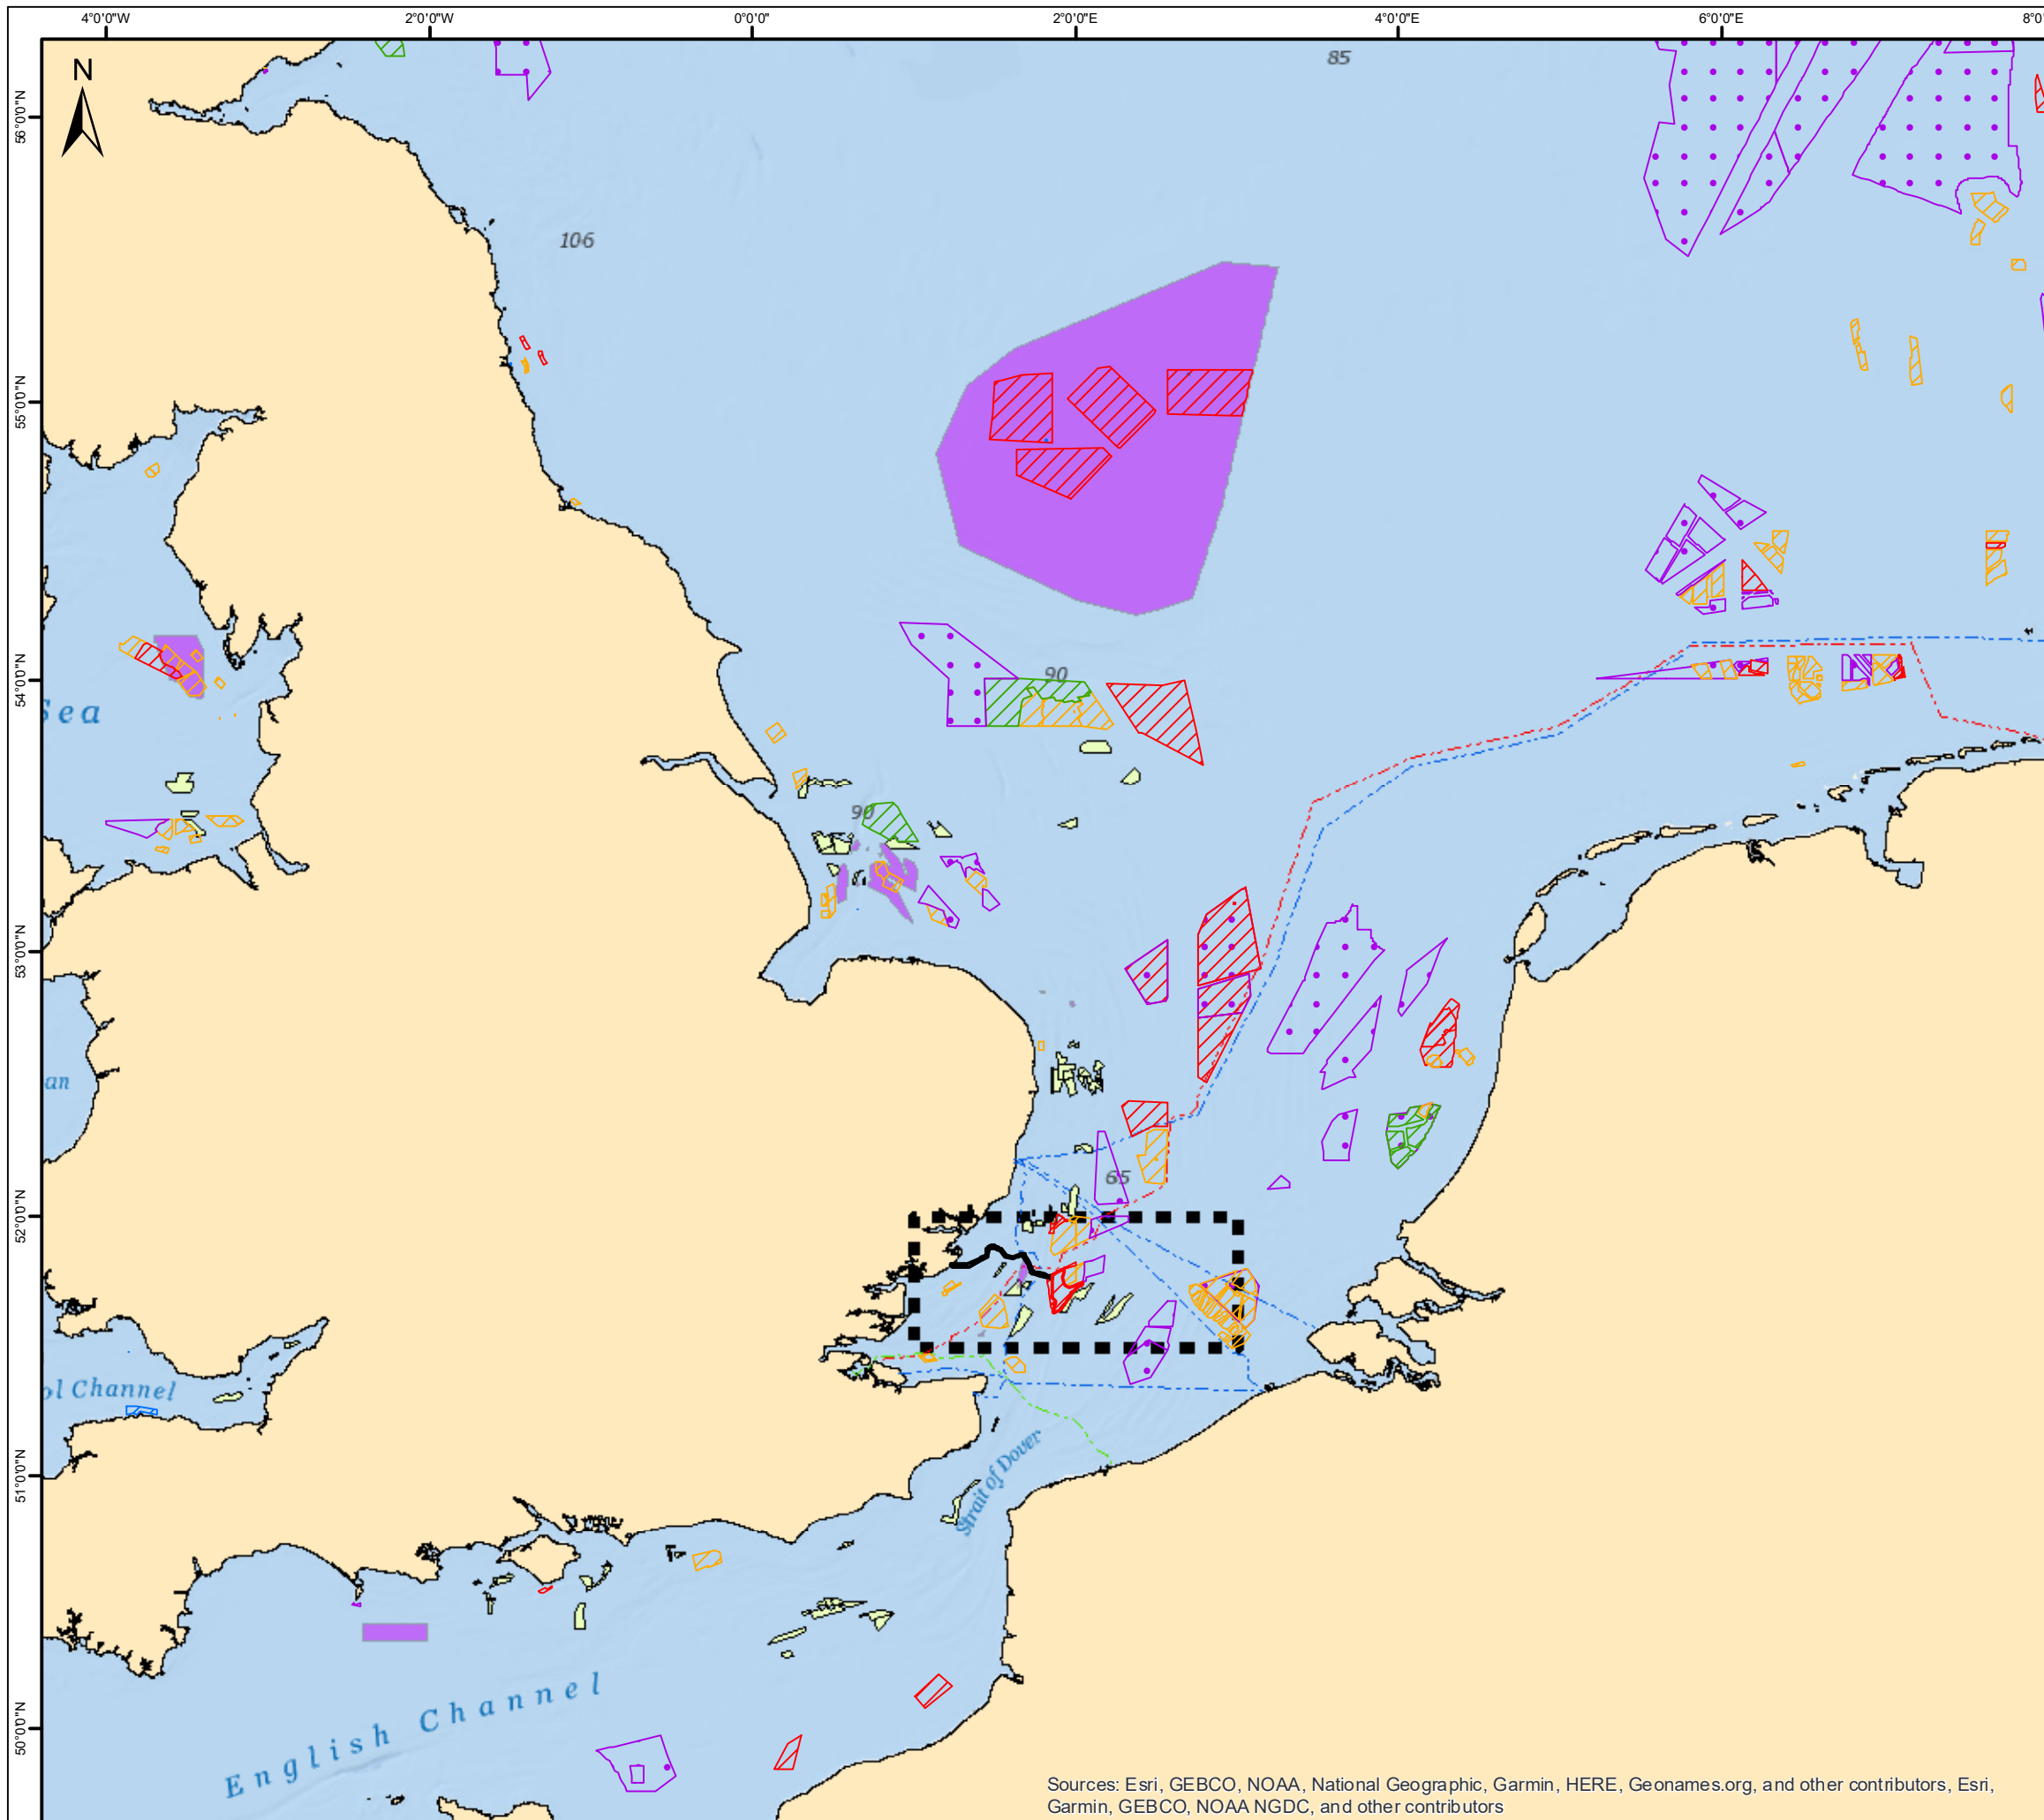 4°0'0"W
2°0'0"W
0°0'0"
2°0'0"E
4°0'0"E
6°0'0"E
8°0'0
N
85
56°0'0"N
106
55°0'0"N
90
54°0'0"N
Sea
90
53°0'0"N
an
65
52°0'0"N
ol Channel
51°0'0"N
Strait of Dover
English Channel
50°0'0"N
Sources: Esri, GEBCO, NOAA, National Geographic, Garmin, HERE, Geonames.org, and other contributors, Esri,
Garmin, GEBCO, NOAA NGDC, and other contributors